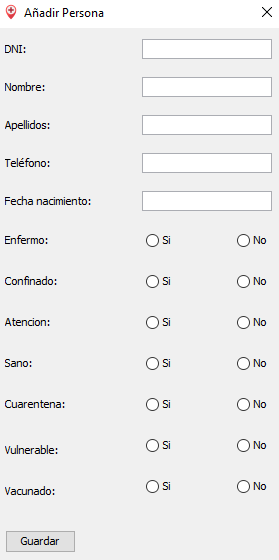 Añadir Persona
DNI:
Nombre:
Apellidos:
Teléfono:
Fecha nacimiento:
Enfermo: Si No
Confinado: Si No
Atencion: Si No
Sano: Si No
Cuarentena: Si No
Vulnerable: Si No
Vacunado: Si No
Guardar